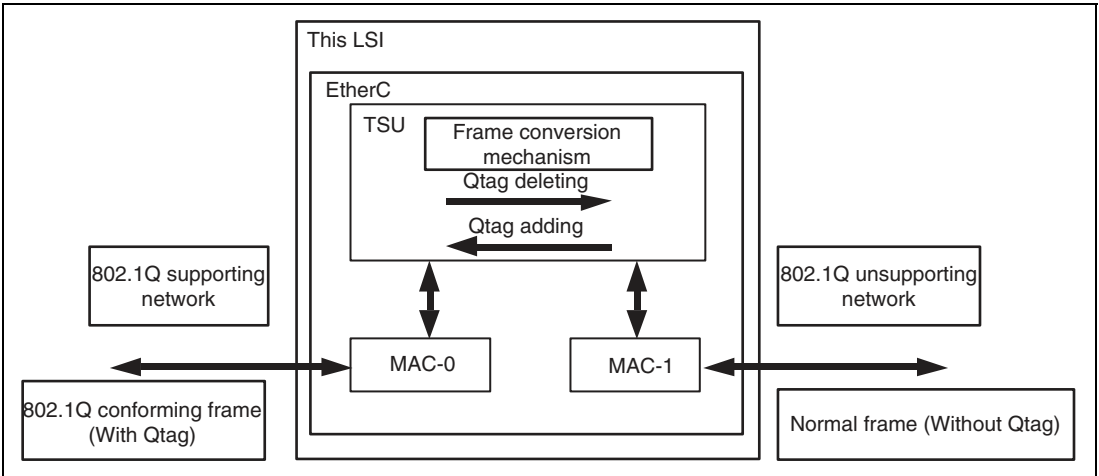 This LSI
EtherC
TSU
Frame conversion
mechanism
Qtag deleting
Qtag adding
802.1Q supporting
network
802.1Q unsupporting
network
MAC-0
MAC-1
802.1Q conforming frame
(With Qtag)
Normal frame (Without Qtag)